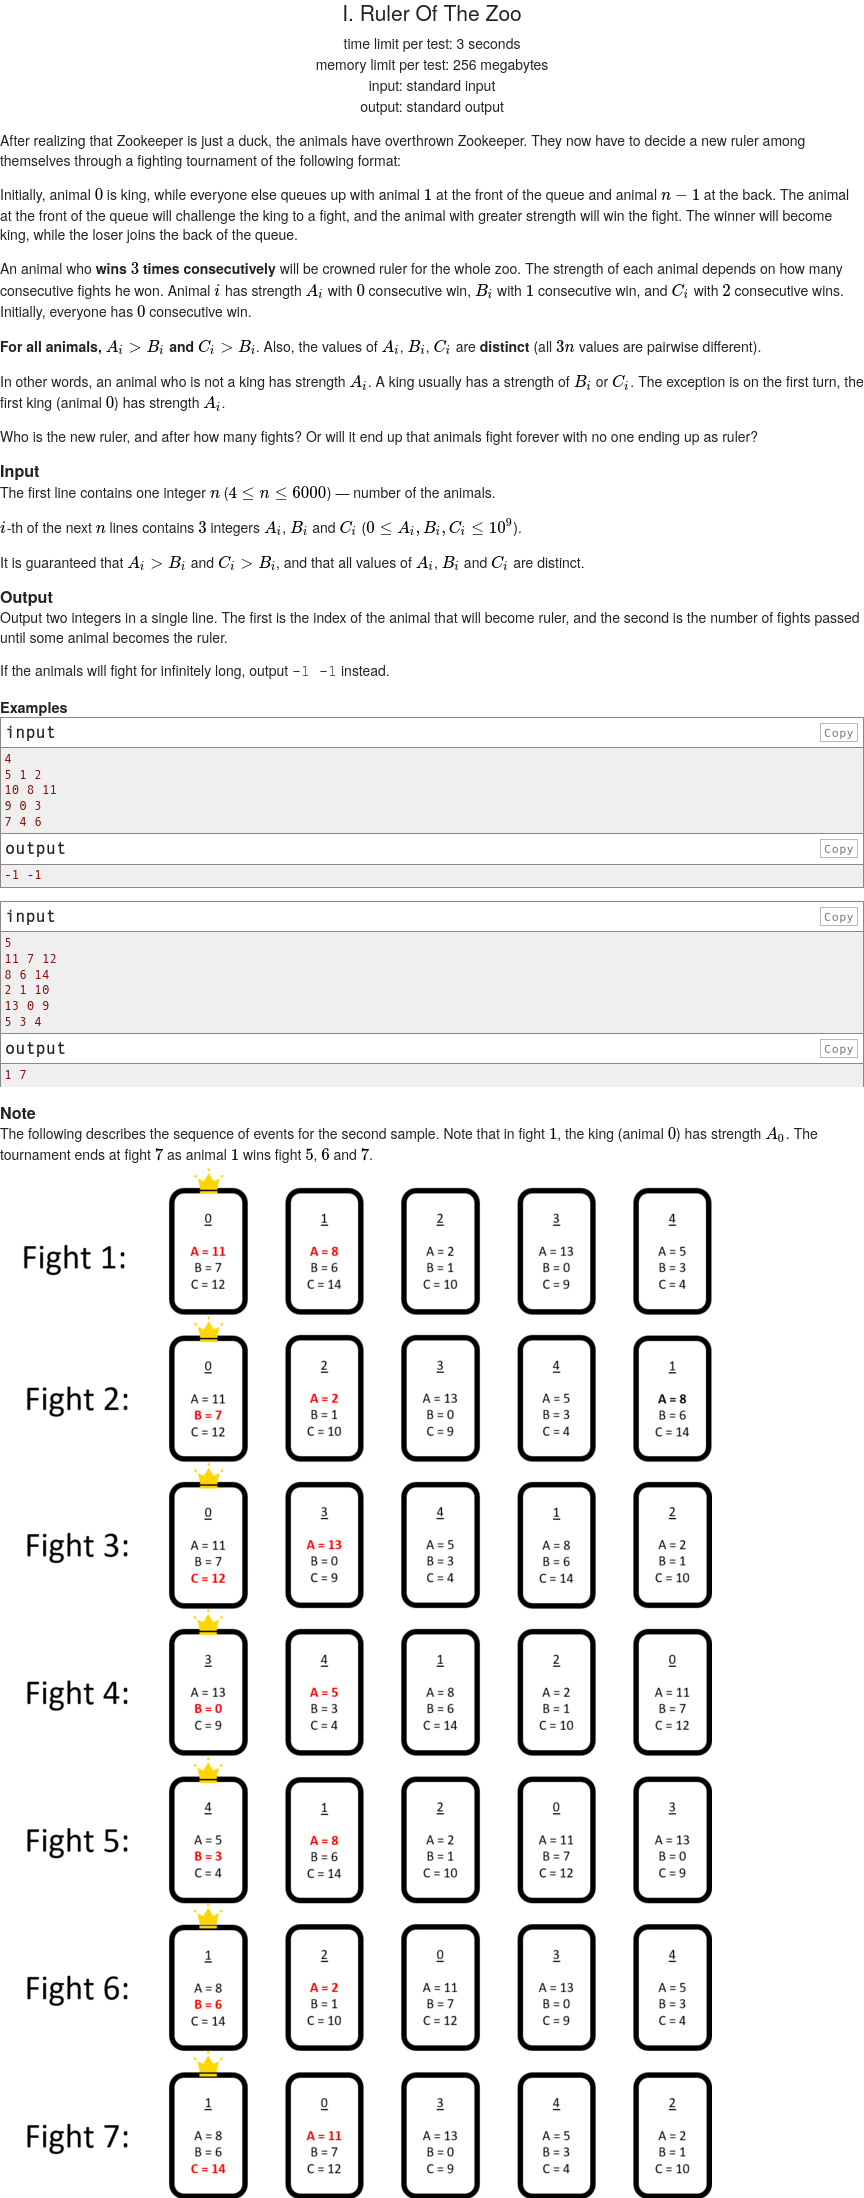 I. Ruler Of The Zoo
time limit per test: 3 seconds
memory limit per test: 256 megabytes
input: standard input
output: standard output
After realizing that Zookeeper is just a duck, the animals have overthrown Zookeeper. They now have to decide a new ruler among
themselves through a fighting tournament of the following format:
Initially, animal 0 is king, while everyone else queues up with animal 1 at the front of the queue and animal n − 1 at the back. The animal
at the front of the queue will challenge the king to a fight, and the animal with greater strength will win the fight. The winner will become
king, while the loser joins the back of the queue.
An animal who wins 3 times consecutively will be crowned ruler for the whole zoo. The strength of each animal depends on how many
consecutive fights he won. Animal i has strength A_i with 0 consecutive win, B_i with 1 consecutive win, and C_i with 2 consecutive wins.
Initially, everyone has 0 consecutive win.
For all animals, A_i > B_i and C_i > B_i. Also, the values of A_i, B_i, C_i are distinct (all 3n values are pairwise different).
In other words, an animal who is not a king has strength A_i. A king usually has a strength of B_i or C_i. The exception is on the first turn, the
first king (animal 0) has strength A_i.
Who is the new ruler, and after how many fights? Or will it end up that animals fight forever with no one ending up as ruler?
Input
The first line contains one integer n (4 ≤ n ≤ 6000) — number of the animals.
i-th of the next n lines contains 3 integers A_i, B_i and C_i (0 ≤ A_i, B_i, C_i ≤ 10^9).
It is guaranteed that A_i > B_i and C_i > B_i, and that all values of A_i, B_i and C_i are distinct.
Output
Output two integers in a single line. The first is the index of the animal that will become ruler, and the second is the number of fights passed
until some animal becomes the ruler.
If the animals will fight for infinitely long, output -1 -1 instead.
Examples
input Copy
4
5 1 2
10 8 11
9 0 3
7 4 6
output Copy
-1 -1
input Copy
5
11 7 12
8 6 14
2 1 10
13 0 9
5 3 4
output Copy
1 7
Note
The following describes the sequence of events for the second sample. Note that in fight 1, the king (animal 0) has strength A_0. The
tournament ends at fight 7 as animal 1 wins fight 5, 6 and 7.
0 1 2 3 4
Fight 1: A = 11 A = 8 A = 2 A = 13 A = 5
B = 7 B = 6 B = 1 B = 0 B = 3
C = 12 C = 14 C = 10 C = 9 C = 4
0 2 3 4 1
Fight 2: A = 11 A = 2 A = 13 A = 5 A = 8
B = 7 B = 1 B = 0 B = 3 B = 6
C = 12 C = 10 C = 9 C = 4 C = 14
0 3 4 1 2
Fight 3: A = 11 A = 13 A = 5 A = 8 A = 2
B = 7 B = 0 B = 3 B = 6 B = 1
C = 12 C = 9 C = 4 C = 14 C = 10
3 4 1 2 0
Fight 4: A = 13 A = 5 A = 8 A = 2 A = 11
B = 0 B = 3 B = 6 B = 1 B = 7
C = 9 C = 4 C = 14 C = 10 C = 12
4 1 2 0 3
Fight 5: A = 5 A = 8 A = 2 A = 11 A = 13
B = 3 B = 6 B = 1 B = 7 B = 0
C = 4 C = 14 C = 10 C = 12 C = 9
1 2 0 3 4
Fight 6: A = 8 A = 2 A = 11 A = 13 A = 5
B = 6 B = 1 B = 7 B = 0 B = 3
C = 14 C = 10 C = 12 C = 9 C = 4
1 0 3 4 2
Fight 7: A = 8 A = 11 A = 13 A = 5 A = 2
B = 6 B = 7 B = 0 B = 3 B = 1
C = 14 C = 12 C = 9 C = 4 C = 10